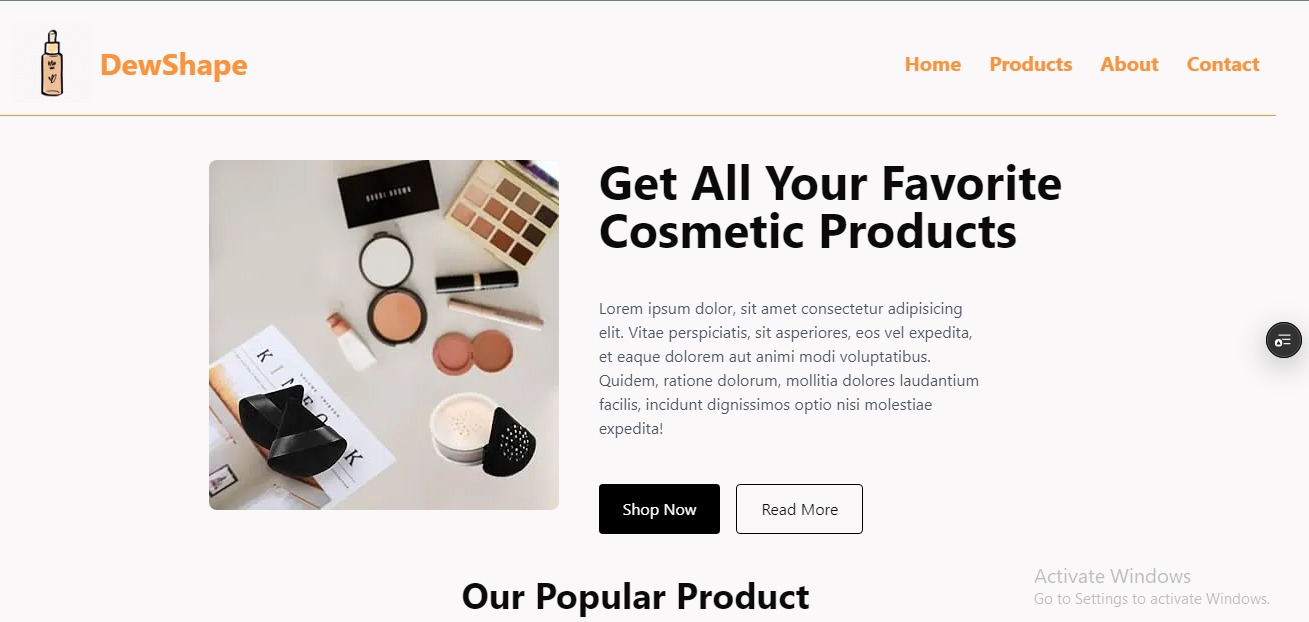 DewShape
Home Products About Contact
BOBBI BROWN
Get All Your Favorite
Cosmetic Products
Lorem ipsum dolor, sit amet consectetur adipisicing
elit. Vitae perspiciatis, sit asperiores, eos vel expedita,
et eaque dolorem aut animi modi voluptatibus.
Quidem, ratione dolorum, mollitia dolores laudantium
facilis, incidunt dignissimos optio nisi molestiae
expedita!
Shop Now
Read More
Our Popular Product
Activate Windows
Go to Settings to activate Windows.